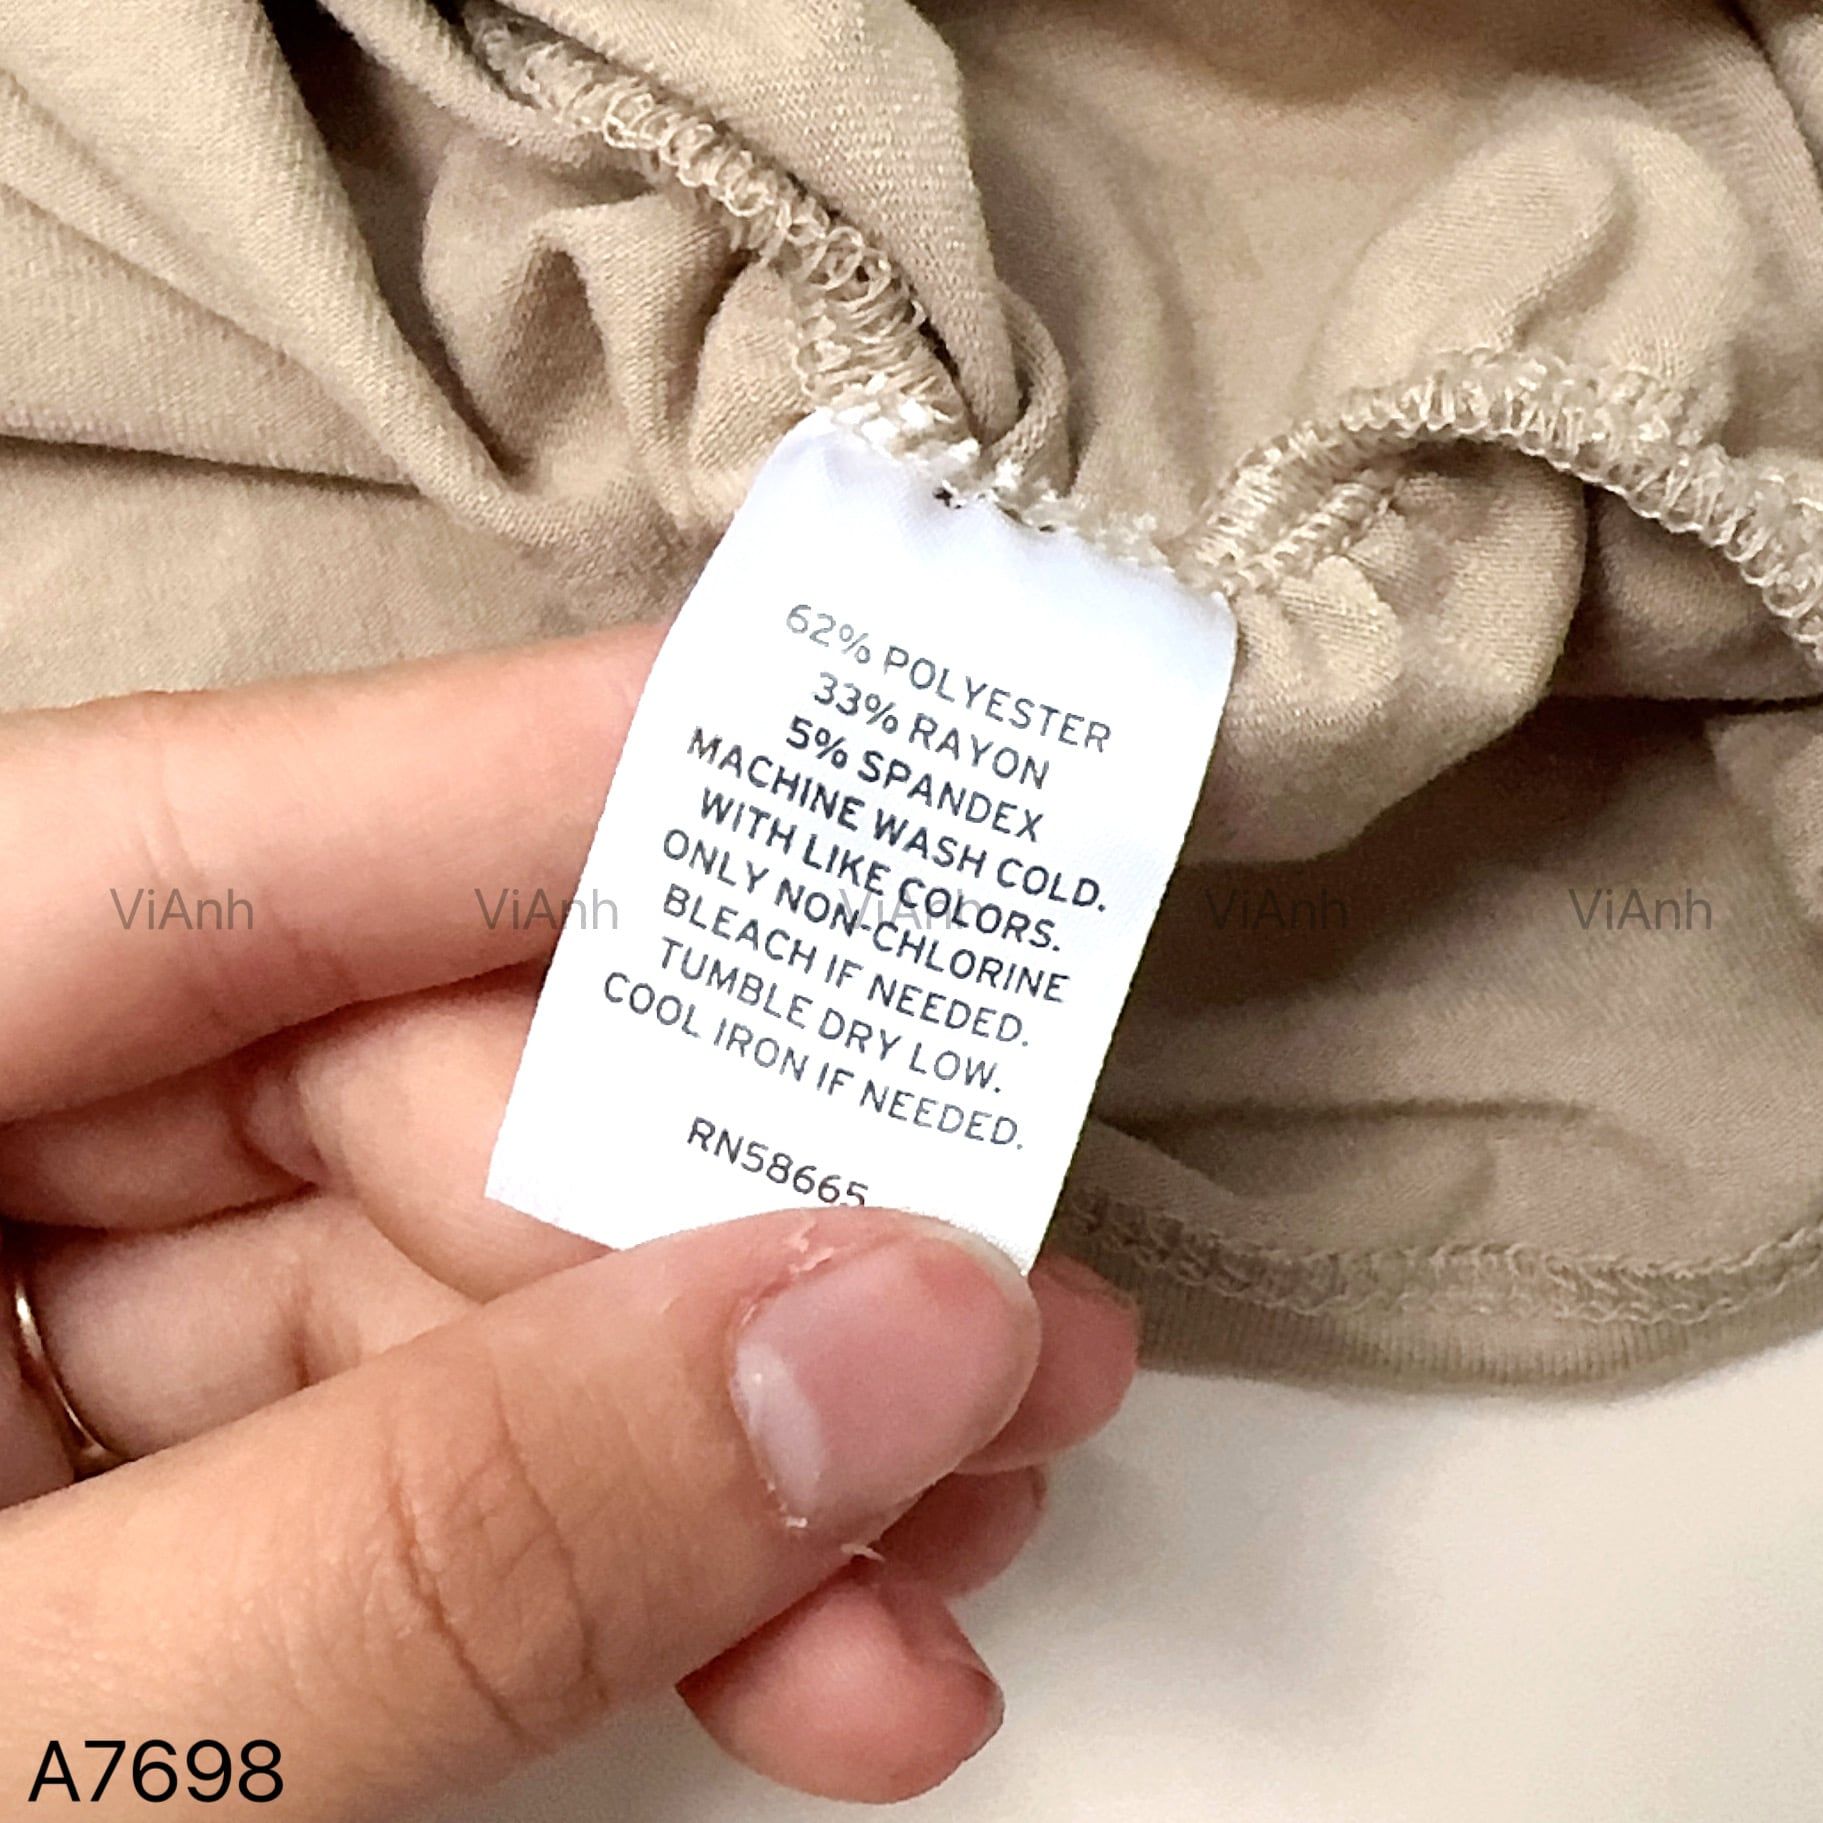 62% POLYESTER
33% RAYON
5% SPANDEX
MACHINE WASH COLD.
WITH LIKE COLORS.
ONLY NON-CHLORINE
BLEACH IF NEEDED.
TUMBLE DRY LOW.
COOL IRON IF NEEDED.
RN58665
ViAnh ViAnh ViAnh ViAnh ViAnh
A7698